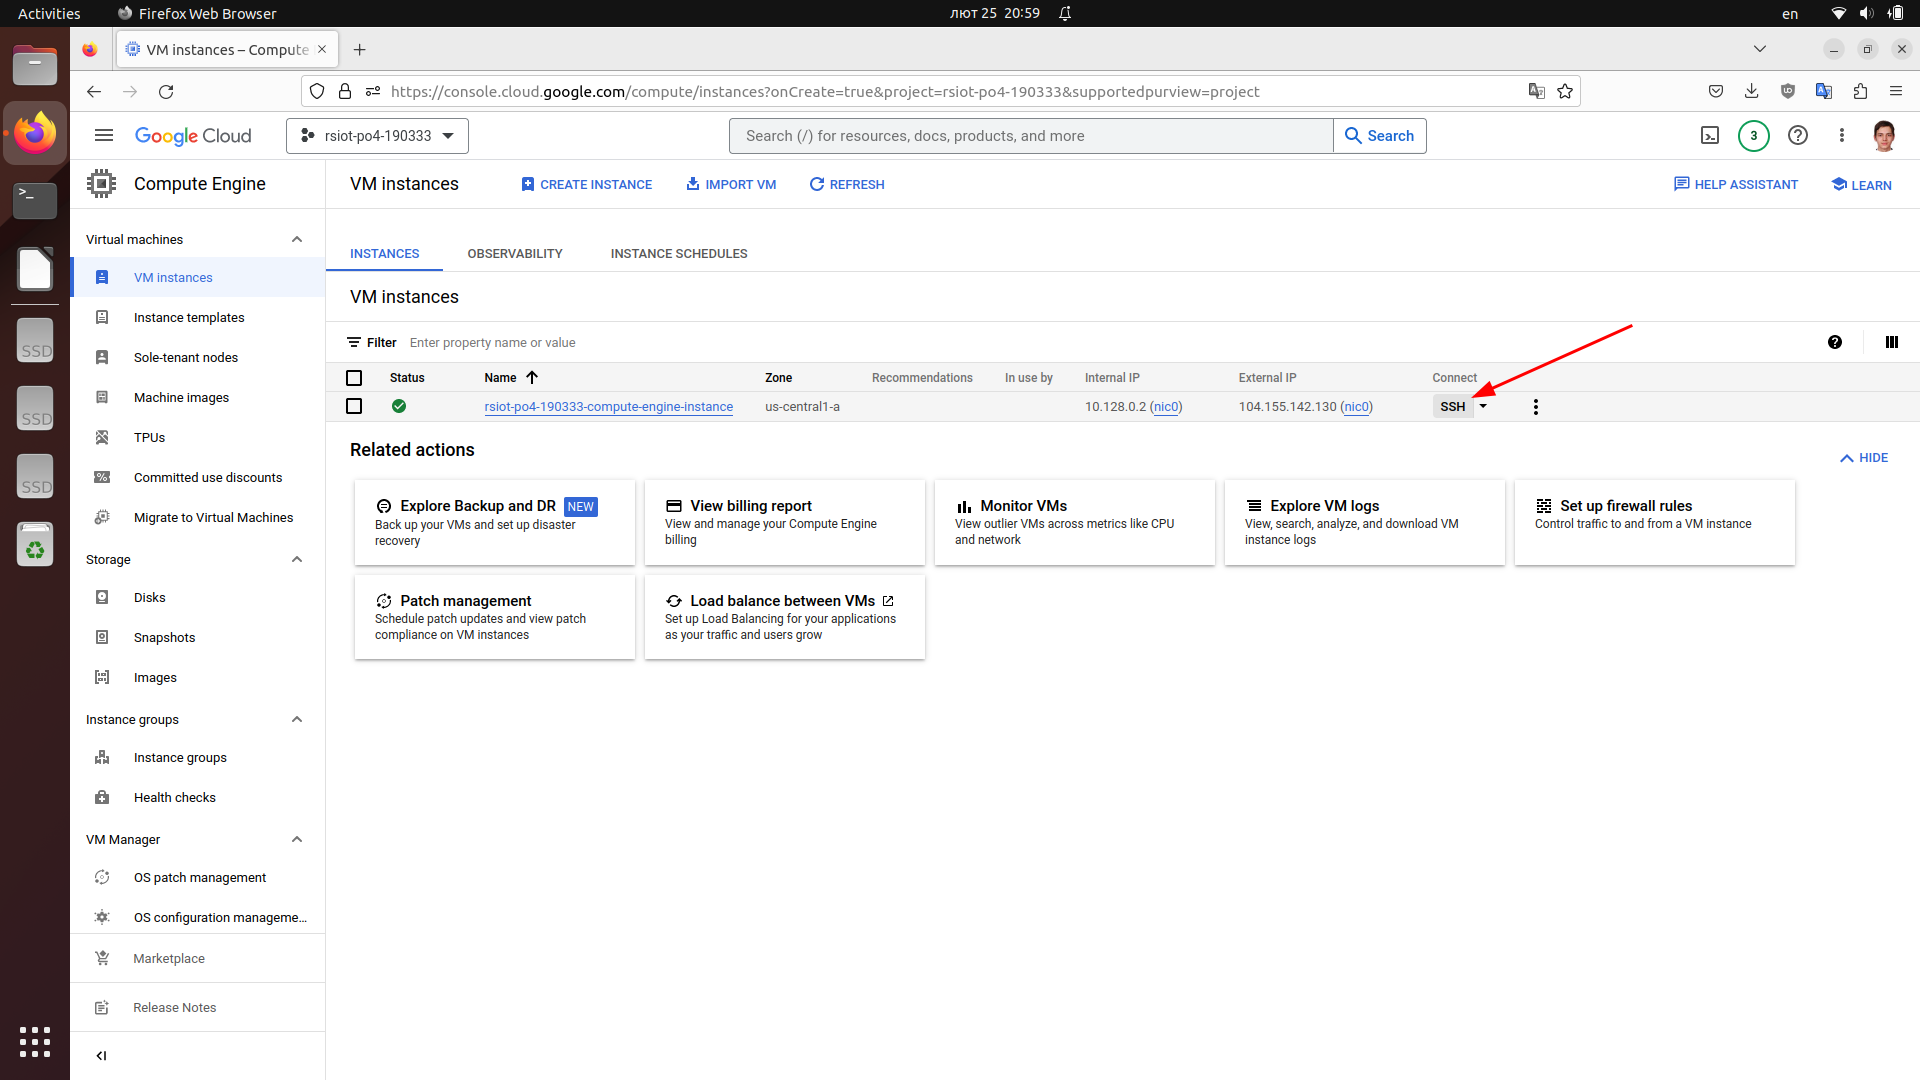 Activities
Firefox Web Browser
лют 25 20:59
en
VM instances – Compute
https://console.cloud.google.com/compute/instances?onCreate=true&project=rsiot-po4-190333&supportedpurview=project
Google Cloud
rsiot-po4-190333
Search (/) for resources, docs, products, and more
Search
3
Compute Engine
VM instances
CREATE INSTANCE
IMPORT VM
REFRESH
HELP ASSISTANT
LEARN
Virtual machines
VM instances
Instance templates
Sole-tenant nodes
Machine images
TPUs
Committed use discounts
Migrate to Virtual Machines
Storage
Disks
Snapshots
Images
Instance groups
Instance groups
Health checks
VM Manager
OS patch management
OS configuration manageme...
Marketplace
Release Notes
INSTANCES
OBSERVABILITY
INSTANCE SCHEDULES
VM instances
Filter
Enter property name or value
Status
Name
Zone
Recommendations
In use by
Internal IP
External IP
Connect
rsiot-po4-190333-compute-engine-instance
us-central1-a
10.128.0.2 (nic0)
104.155.142.130 (nic0)
SSH
Related actions
HIDE
Explore Backup and DR NEW
Back up your VMs and set up disaster
recovery
View billing report
View and manage your Compute Engine
billing
Monitor VMs
View outlier VMs across metrics like CPU
and network
Explore VM logs
View, search, analyze, and download VM
instance logs
Set up firewall rules
Control traffic to and from a VM instance
Patch management
Schedule patch updates and view patch
compliance on VM instances
Load balance between VMs
Set up Load Balancing for your applications
as your traffic and users grow
SSD
SSD
SSD